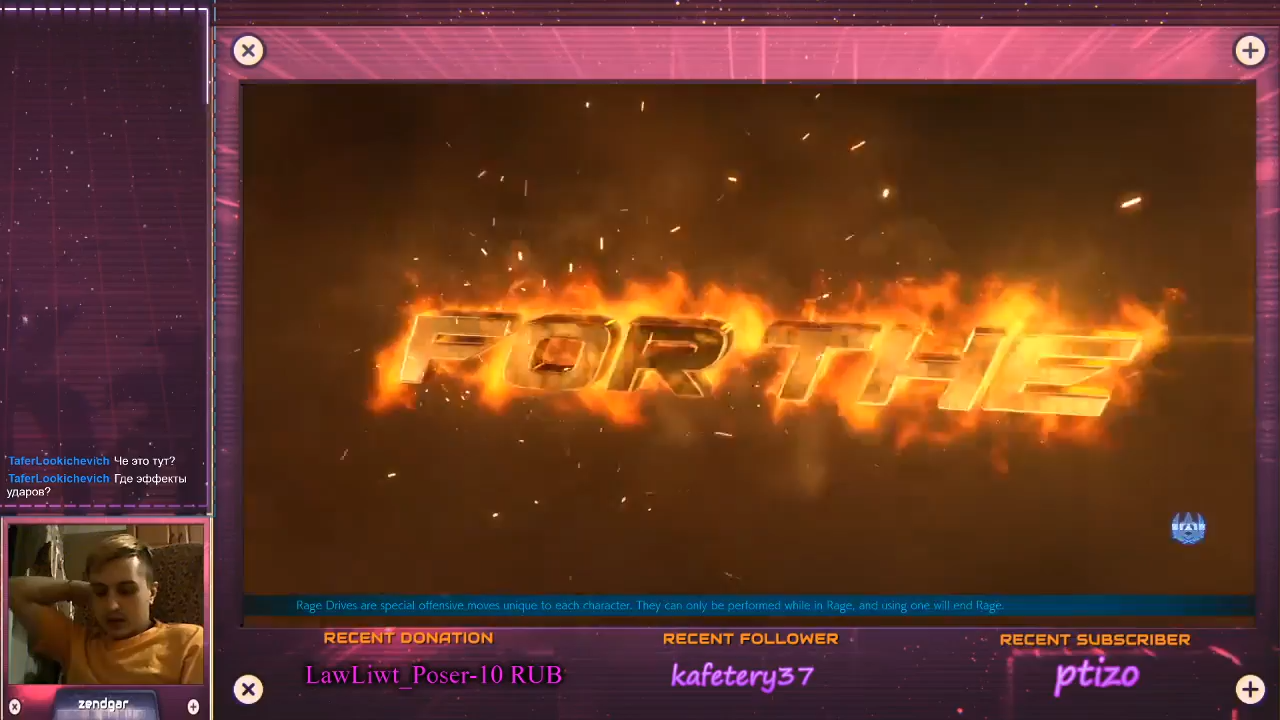 FOR THE
TaferLookichevich Че это тут?
TaferLookichevich Где эффекты
ударов?
Rage Drives are special offensive moves unique to each character. They can only be performed while in Rage, and using one will end Rage.
RECENT DONATION
RECENT FOLLOWER
RECENT SUBSCRIBER
LawLiwt_Poser-10 RUB
kafetery37
ptizo
zendgar